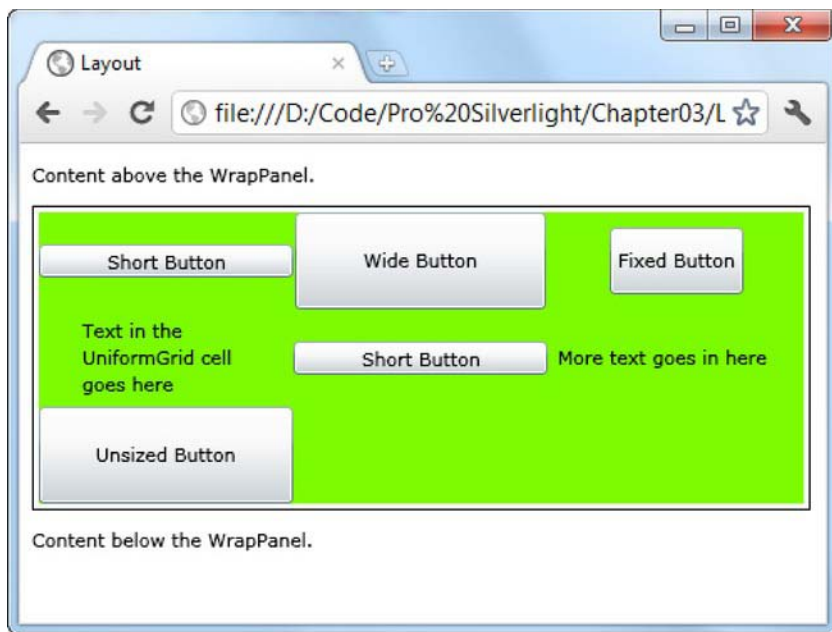 Layout
file:///D:/Code/Pro%20Silverlight/Chapter03/L
Content above the WrapPanel.
Short Button
Wide Button
Fixed Button
Text in the
UniformGrid cell
goes here
Short Button
More text goes in here
Unsized Button
Content below the WrapPanel.